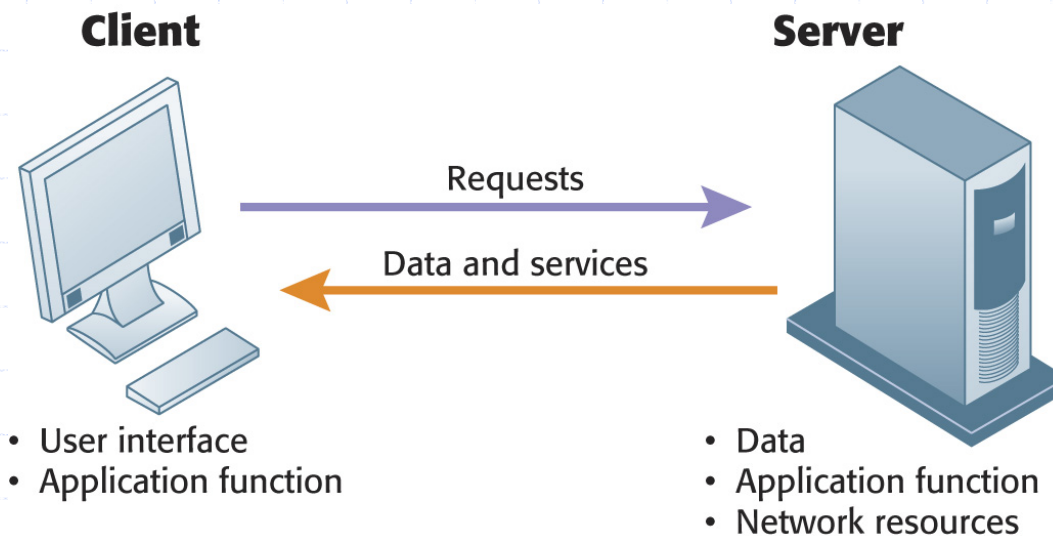 Client
Server
Requests
Data and services
• User interface
• Application function
• Data
• Application function
• Network resources